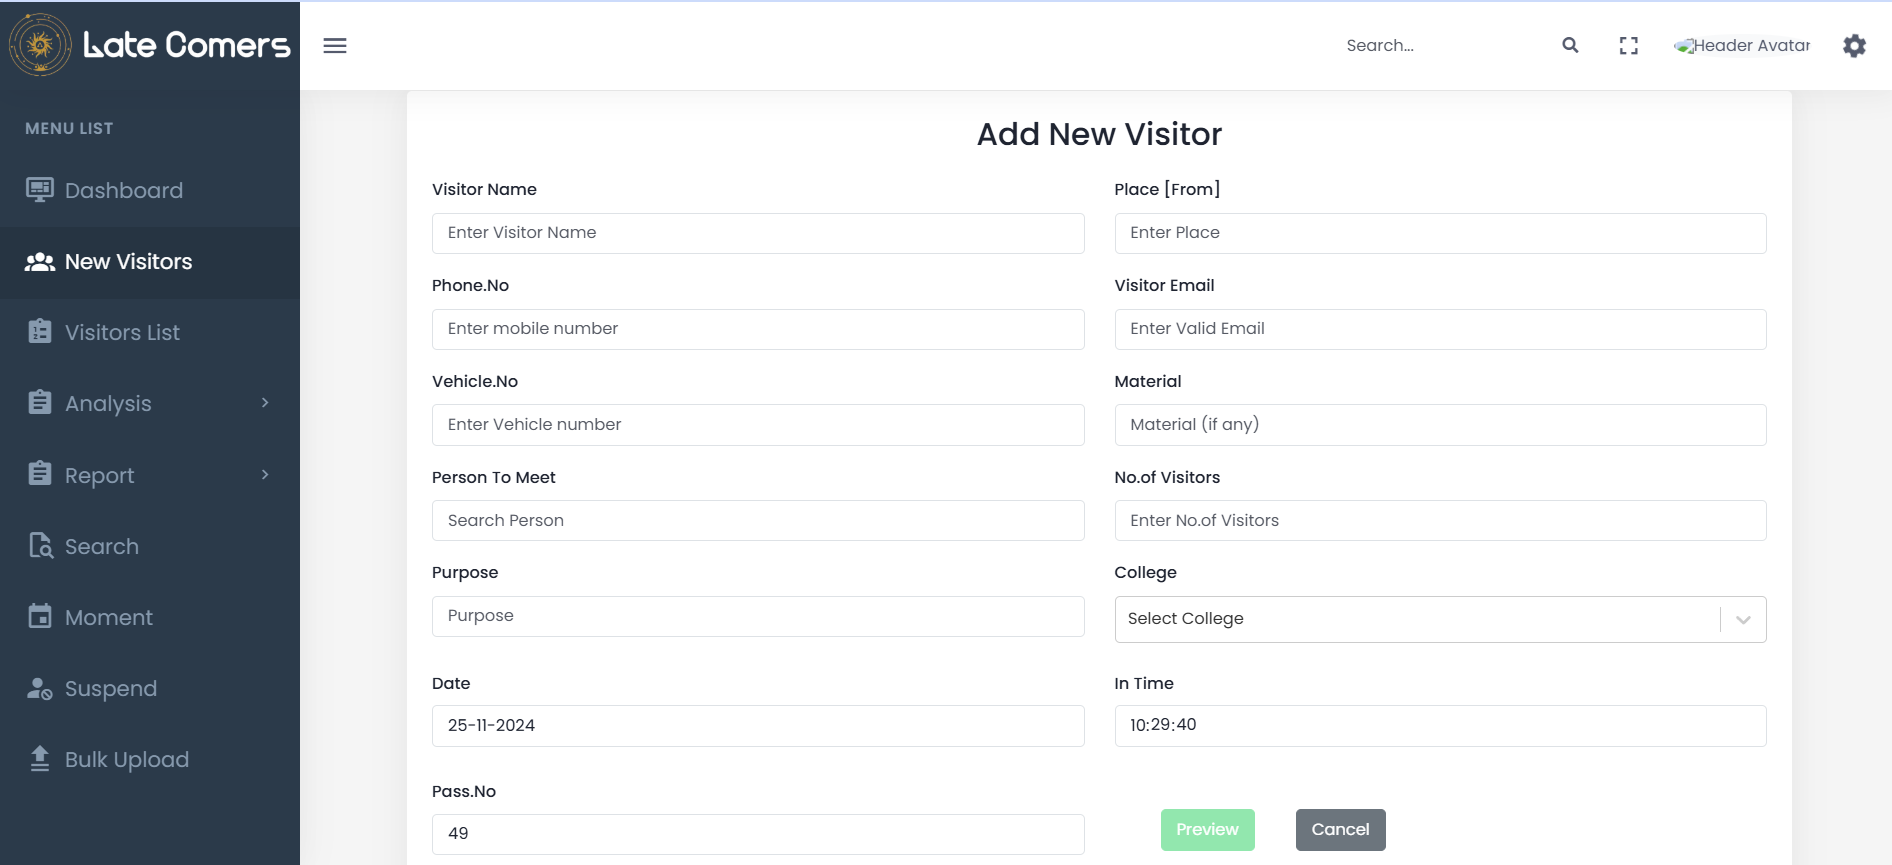 Late Comers
MENU LIST
Dashboard
New Visitors
Visitors List
Analysis
Report
Search
Moment
Suspend
Bulk Upload
Search...
Header Avatar
Add New Visitor
Visitor Name
Enter Visitor Name
Place [From]
Enter Place
Phone.No
Enter mobile number
Visitor Email
Enter Valid Email
Vehicle.No
Enter Vehicle number
Material
Material (if any)
Person To Meet
Search Person
No.of Visitors
Enter No.of Visitors
Purpose
Purpose
College
Select College
Date
25-11-2024
In Time
10:29:40
Pass.No
49
Preview
Cancel